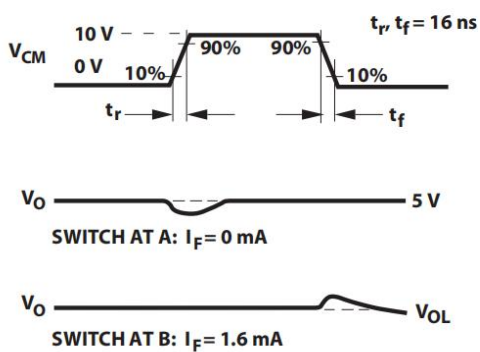 tr, tf = 16 ns
10 V
VCM
90% 90%
0 V
10% 10%
tr tf
VO 5 V
SWITCH AT A: IF = 0 mA
VO VOL
SWITCH AT B: IF = 1.6 mA